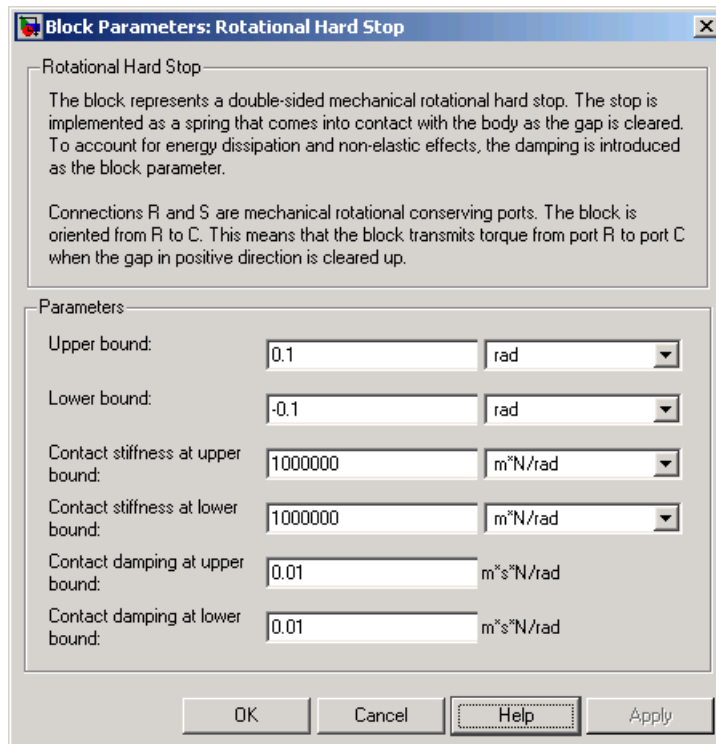 Block Parameters: Rotational Hard Stop
Rotational Hard Stop
The block represents a double-sided mechanical rotational hard stop. The stop is
implemented as a spring that comes into contact with the body as the gap is cleared.
To account for energy dissipation and non-elastic effects, the damping is introduced
as the block parameter.
Connections R and S are mechanical rotational conserving ports. The block is
oriented from R to C. This means that the block transmits torque from port R to port C
when the gap in positive direction is cleared up.
Parameters
Upper bound: 0.1 rad
Lower bound: -0.1 rad
Contact stiffness at upper
bound: 1000000 m*N/rad
Contact stiffness at lower
bound: 1000000 m*N/rad
Contact damping at upper
bound: 0.01 m*s*N/rad
Contact damping at lower
bound: 0.01 m*s*N/rad
OK Cancel Help Apply